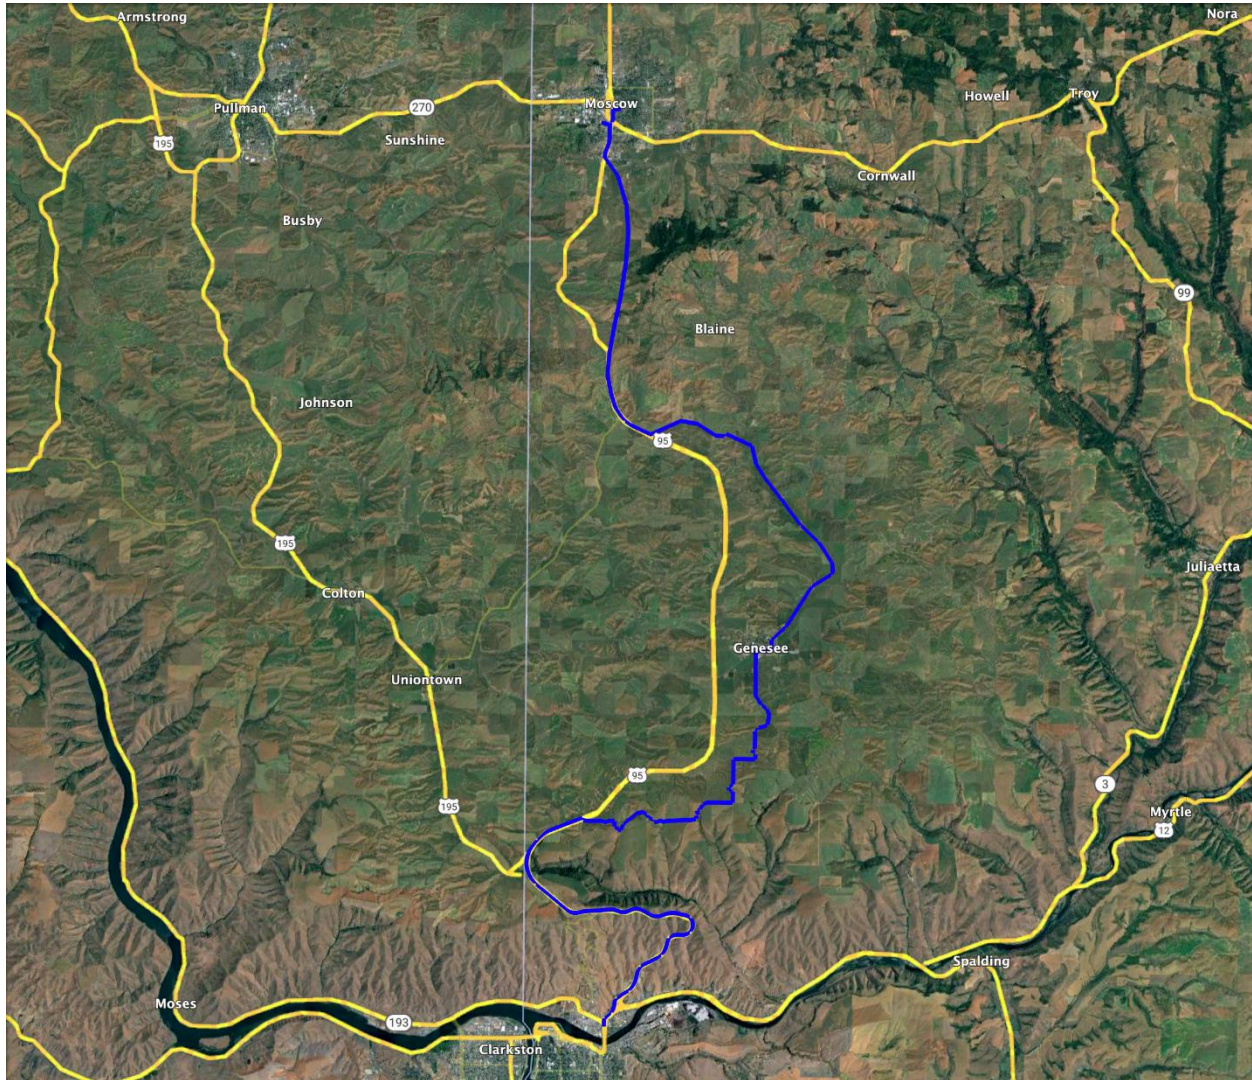 Armstrong
Nora
Pullman
270
Moscow
Howell
Troy
195
Sunshine
Cornwall
Busby
99
Blaine
Johnson
95
195
Juliaetta
Colton
Genesee
Uniontown
95
3
195
Myrtle
12
Spalding
Moses
193
Clarkston